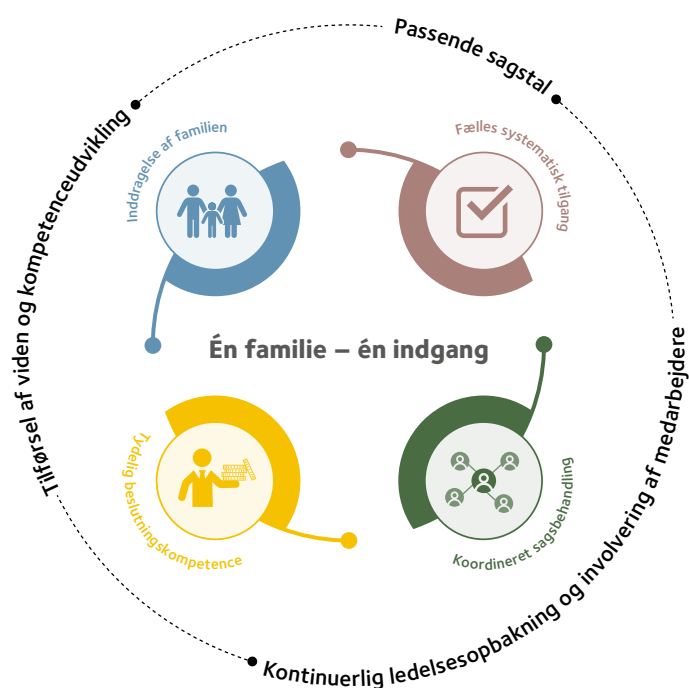 Passende sagstal
Tilførsel af viden og kompetenceudvikling
Inddragelse af familien
Fælles systematisk tilgang
Én familie – én indgang
Tydelig beslutningskompetence
Koordineret sagsbehandling
Kontinuerlig ledelsesopbakning og involvering af medarbejdere